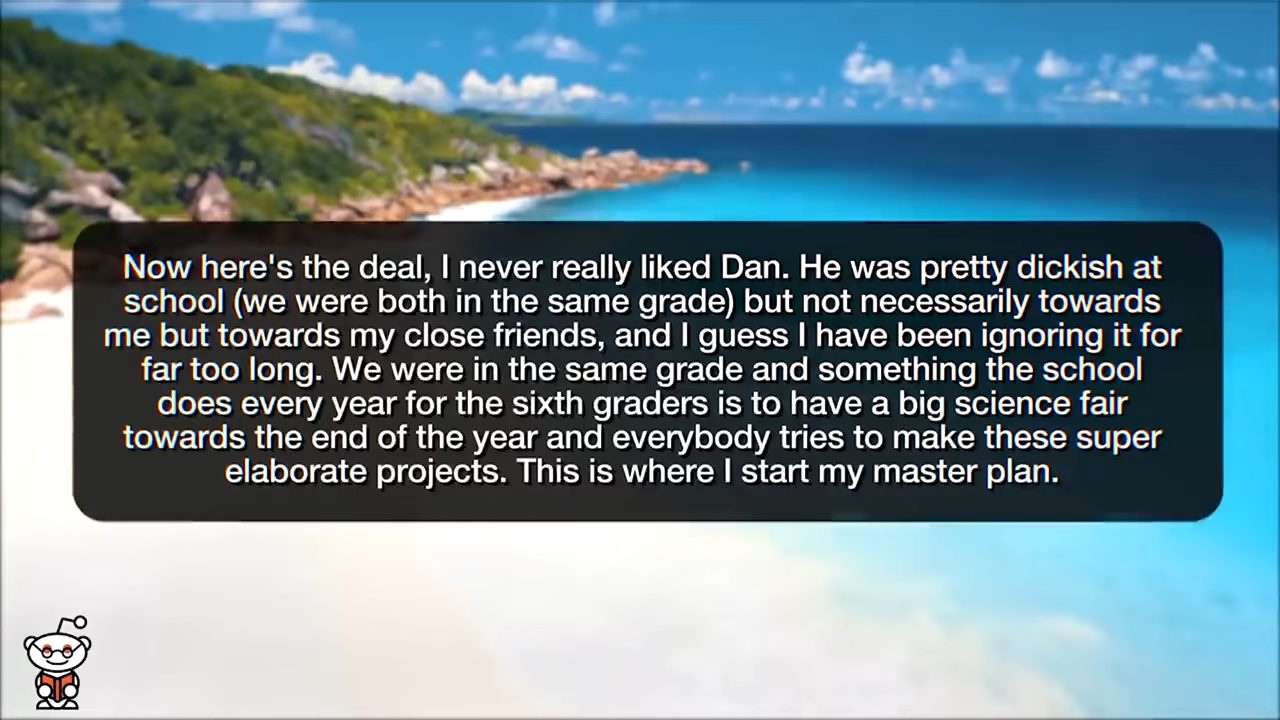 Now here's the deal, I never really liked Dan. He was pretty dickish at
school (we were both in the same grade) but not necessarily towards
me but towards my close friends, and I guess I have been ignoring it for
far too long. We were in the same grade and something the school
does every year for the sixth graders is to have a big science fair
towards the end of the year and everybody tries to make these super
elaborate projects. This is where I start my master plan.